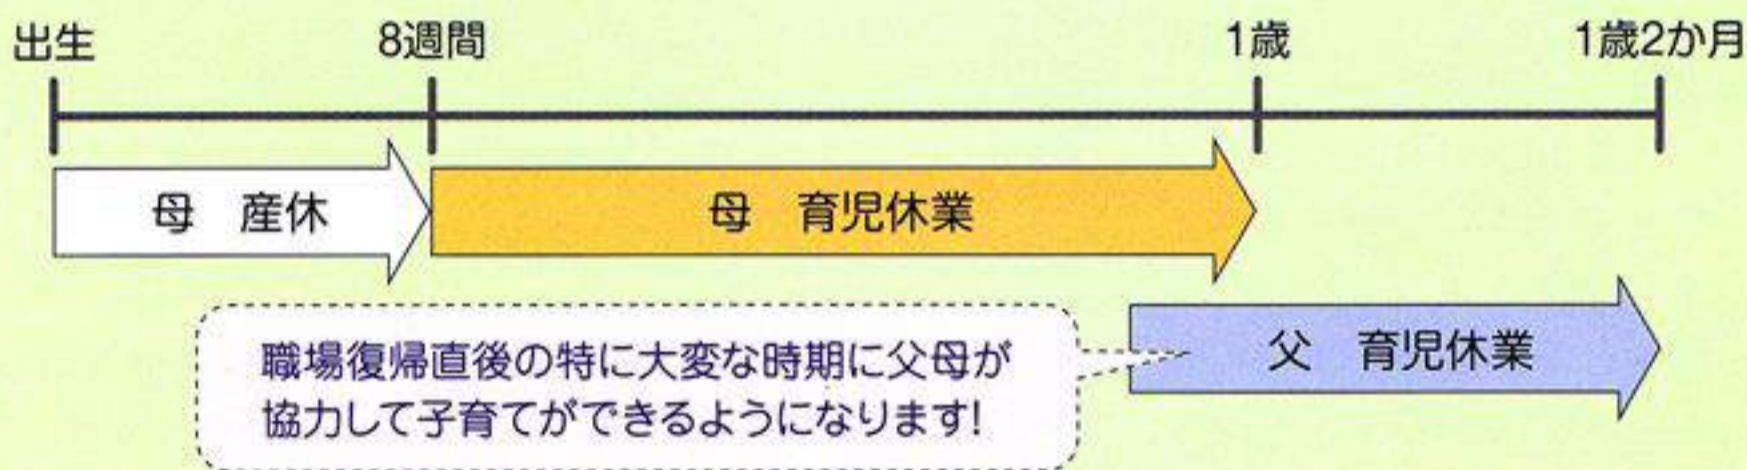 出生 8週間 1歳 1歳2か月
母 産休 母 育児休業
父 育児休業
職場復帰直後の特に大変な時期に父母が
協力して子育てができるようになります!